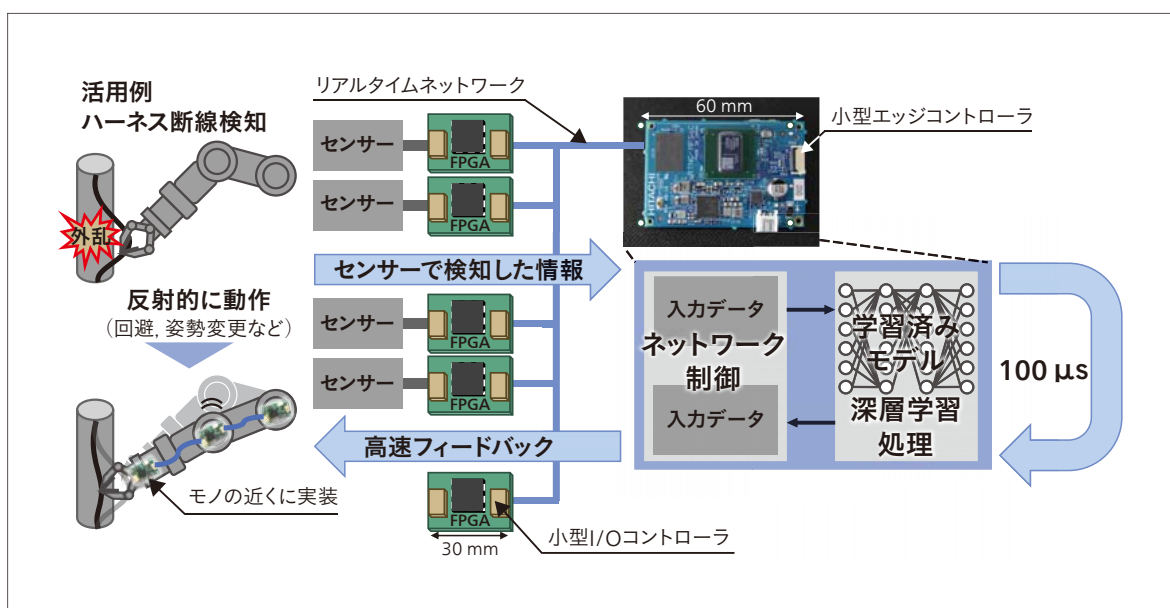 活用例
ハーネス断線検知
外乱
反射的に動作
（回避, 姿勢変更など）
モノの近くに実装
リアルタイムネットワーク
センサー
FPGA
センサー
FPGA
センサーで検知した情報
センサー
FPGA
センサー
FPGA
高速フィードバック
FPGA
30 mm
小型I/Oコントローラ
60 mm
小型エッジコントローラ
HITACHI
入力データ
ネットワーク
制御
入力データ
学習済み
モデル
深層学習
処理
100 μs